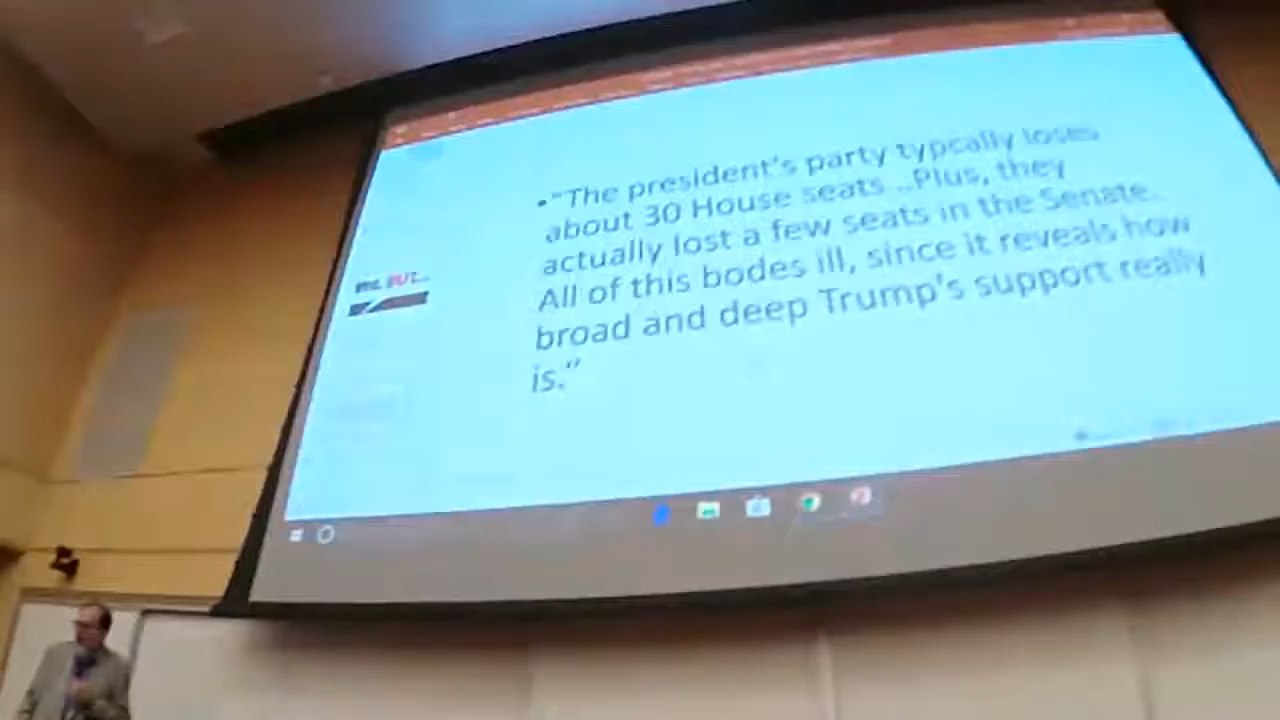 • "The president's party typcally loses
about 30 House seats ..Plus, they
actually lost a few seats in the Senate.
All of this bodes ill, since it reveals how
broad and deep Trump's support really
is."
BUT...